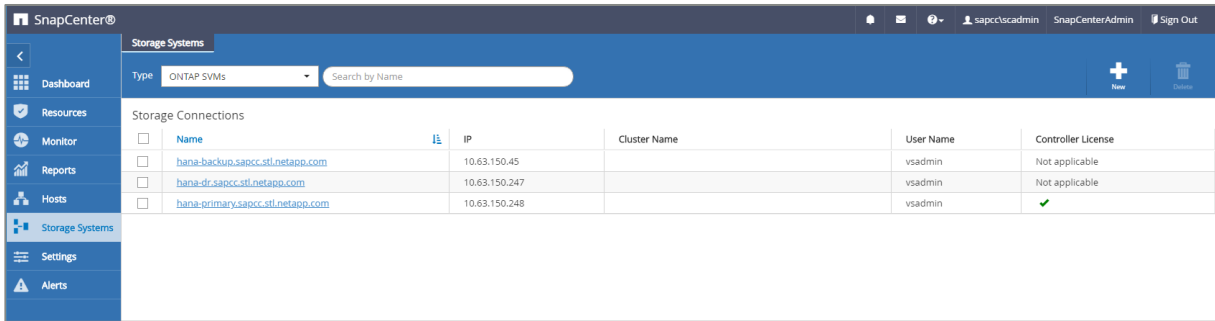 SnapCenter®
sapcc\scadmin SnapCenterAdmin Sign Out
Storage Systems
Type ONTAP SVMs Search by Name
New Delete
Dashboard
Resources
Monitor
Reports
Hosts
Storage Systems
Settings
Alerts
Storage Connections
Name IP Cluster Name User Name Controller License
hana-backup.sapcc.stl.netapp.com 10.63.150.45 vsadmin Not applicable
hana-dr.sapcc.stl.netapp.com 10.63.150.247 vsadmin Not applicable
hana-primary.sapcc.stl.netapp.com 10.63.150.248 vsadmin